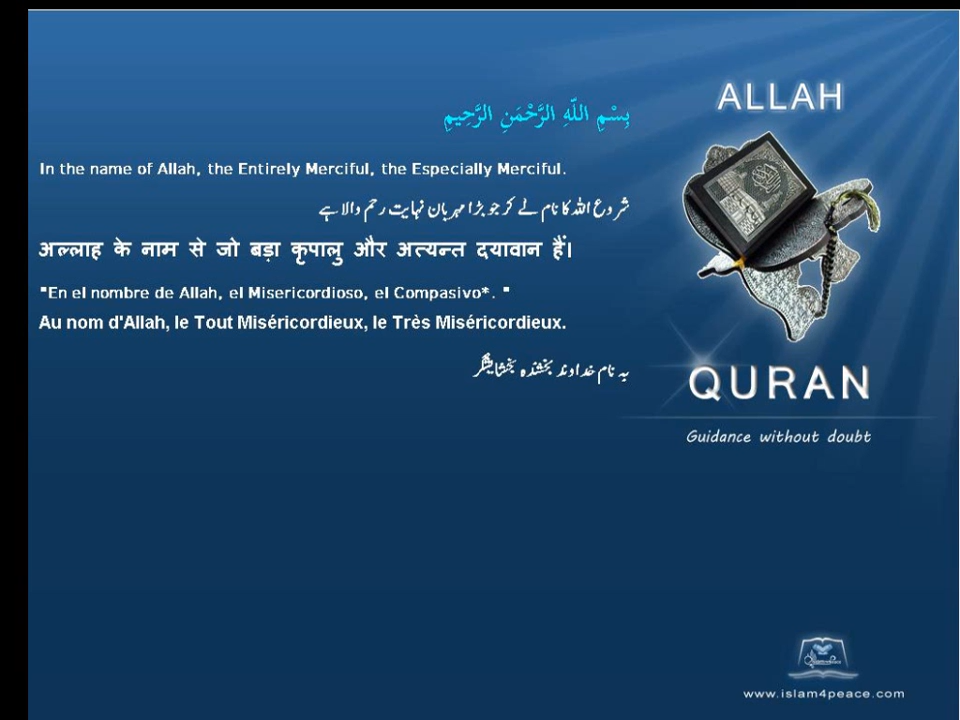 بِسْمِ اللَّهِ الرَّحْمَنِ الرَّحِيمِ
In the name of Allah, the Entirely Merciful, the Especially Merciful.
شروع اللہ کا نام لے کر جو بڑا مہربان نہایت رحم والا ہے
अल्लाह के नाम से जो बड़ा कृपालु और अत्यन्त दयावान हैं।
"En el nombre de Allah, el Misericordioso, el Compasivo*. "
Au nom d'Allah, le Tout Miséricordieux, le Très Miséricordieux.
به نام خداوند بخشنده بخشایشگر
ALLAH
QURAN
Guidance without doubt
www.islam4peace.com